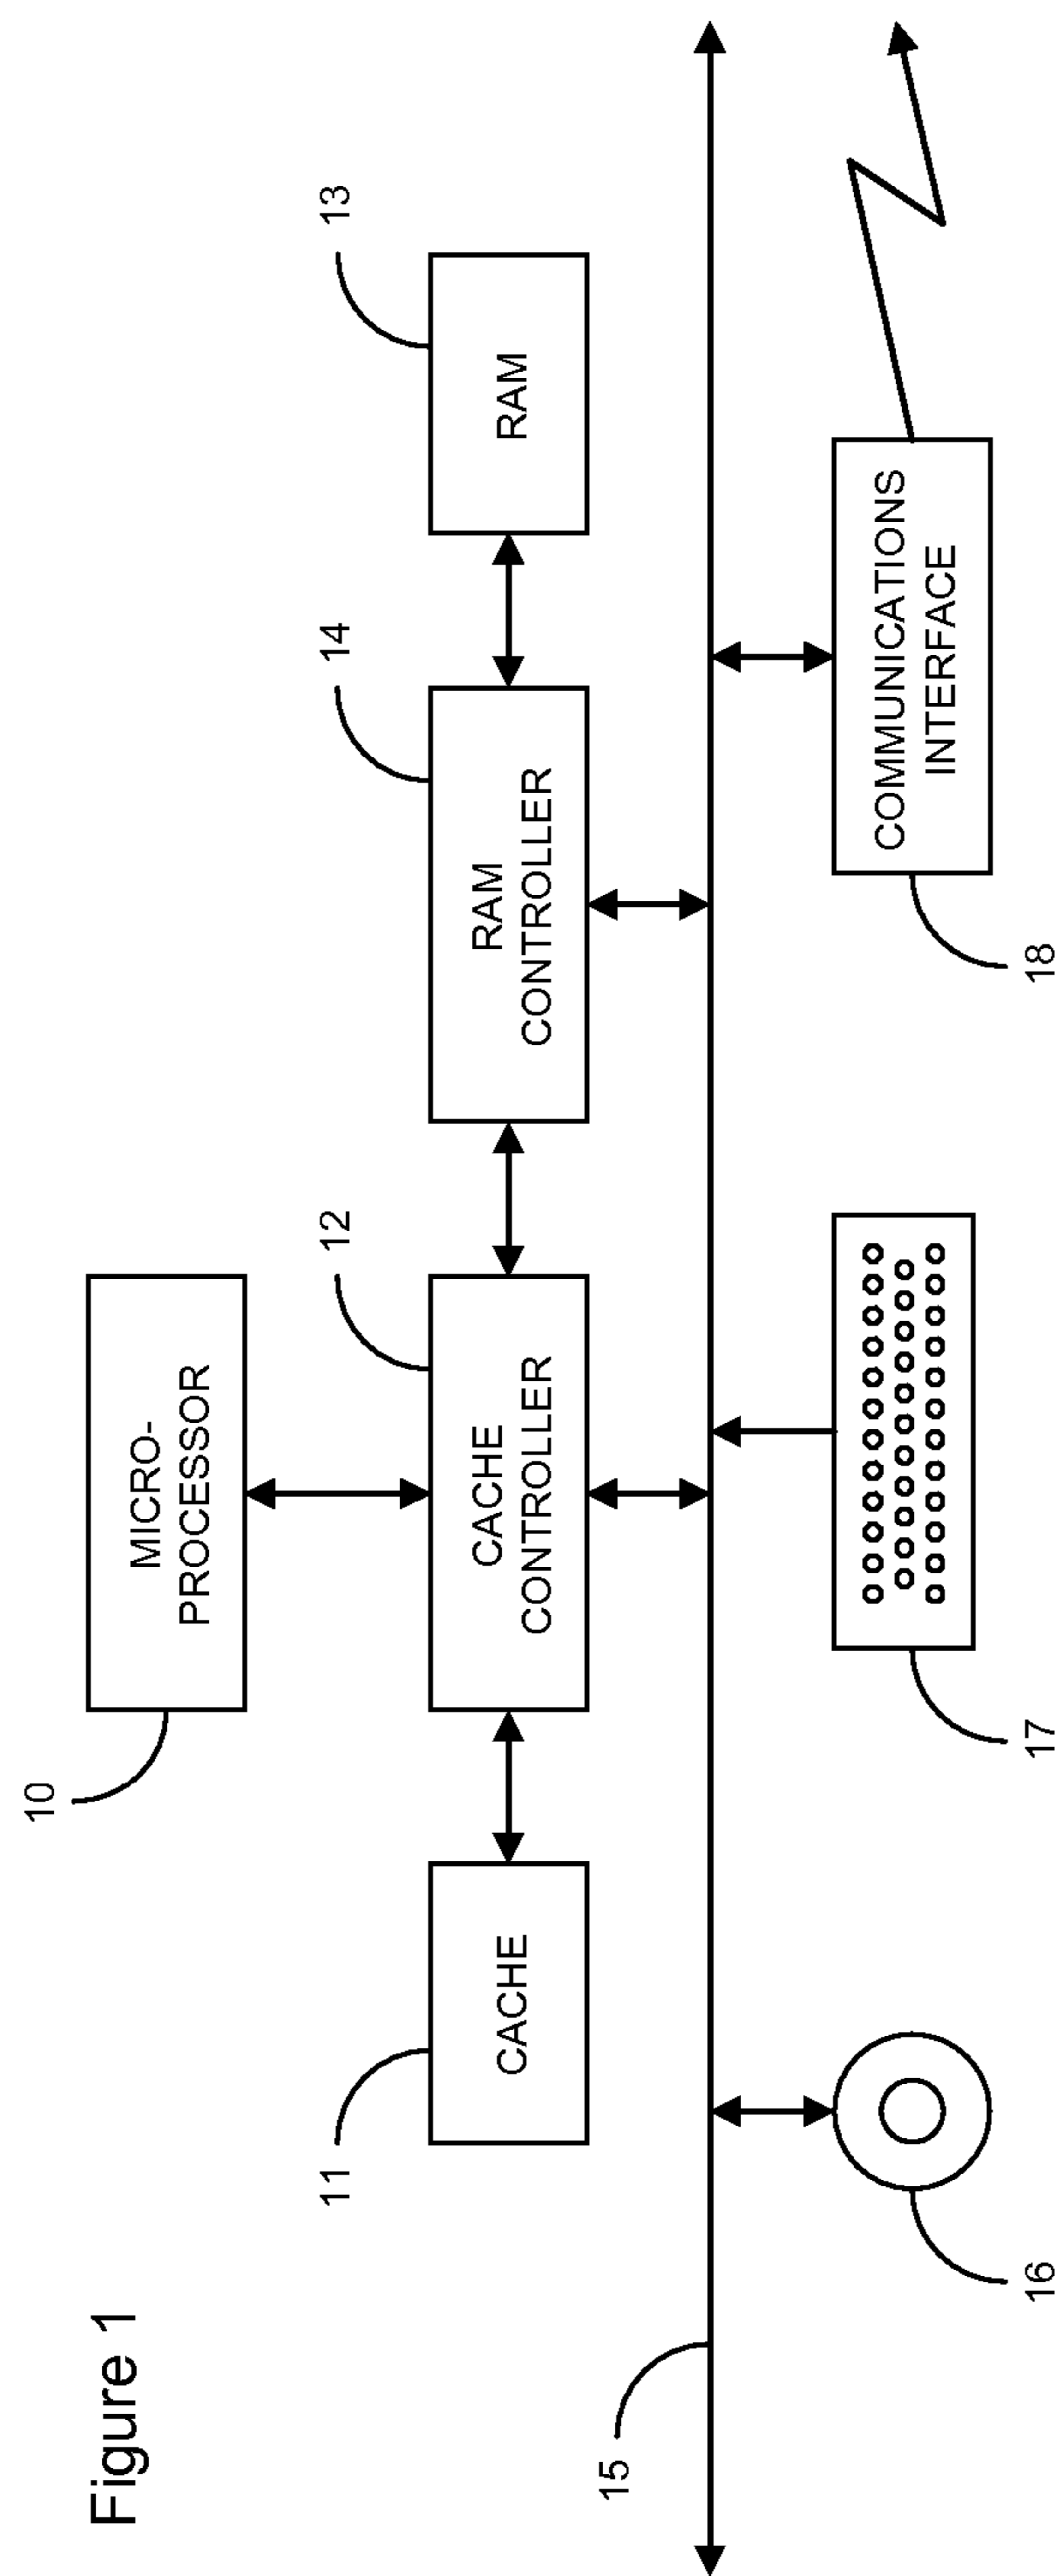 Figure 1
10
MICRO-
PROCESSOR
11
CACHE
12
CACHE
CONTROLLER
14
RAM
CONTROLLER
13
RAM
15
16
17
18
COMMUNICATIONS
INTERFACE